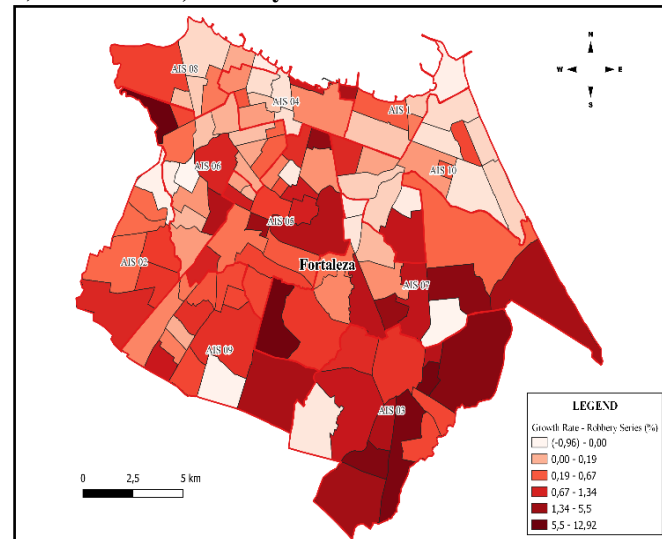 N
W E
S
AIS 08
AIS 04
AIS 1
AIS 06
AIS 10
AIS 05
Fortaleza
AIS 02
AIS 07
AIS 09
AIS 03
0 2,5 5 km
LEGEND
Growth Rate - Robbery Series (%)
(-0,96) - 0,00
0,00 - 0,19
0,19 - 0,67
0,67 - 1,34
1,34 - 5,5
5,5 - 12,92